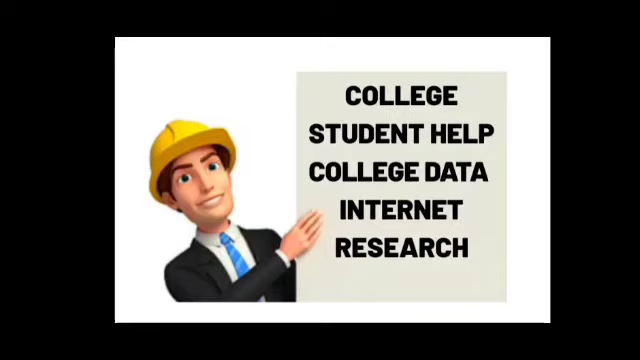 COLLEGE
STUDENT HELP
COLLEGE DATA
INTERNET
RESEARCH